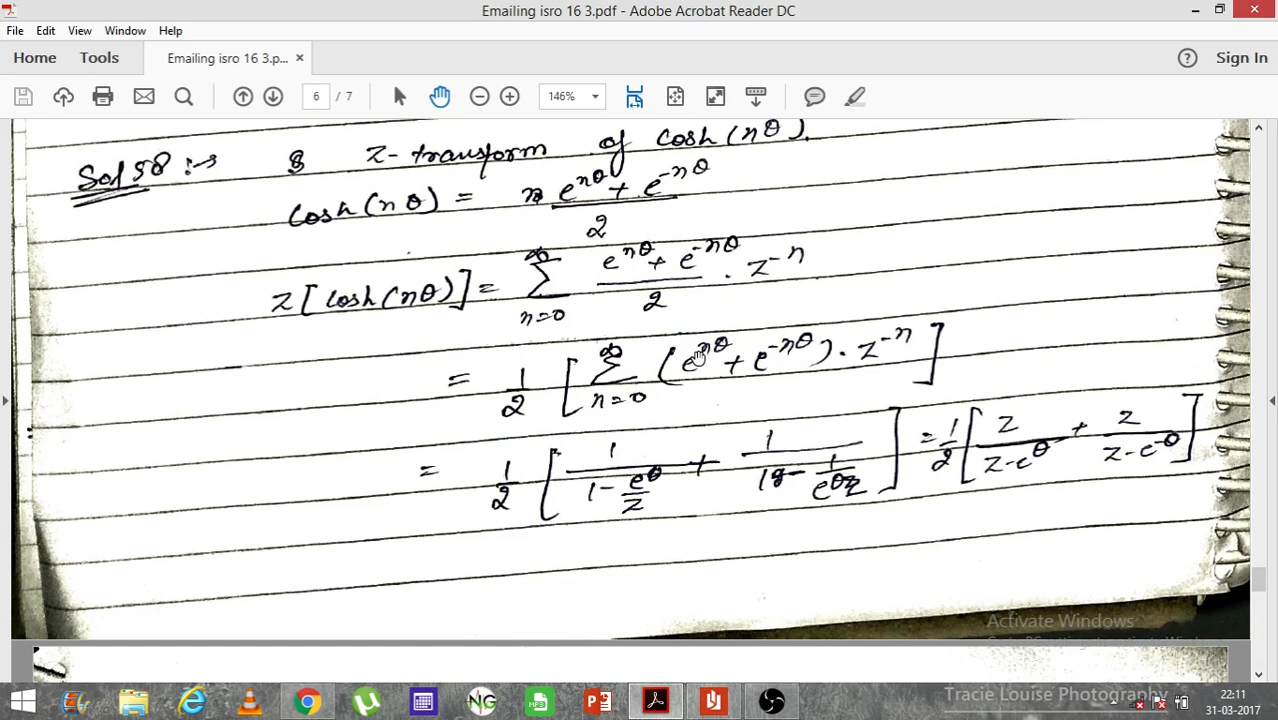 Emailing isro 16 3.pdf - Adobe Acrobat Reader DC
File Edit View Window Help
Home Tools Emailing isro 16 3.p... × Sign In
6 / 7 146%
Sol 58 :→ z-transform of cosh(nθ).
cosh(nθ) = e^{nθ} + e^{-nθ} / 2
Z[cosh(nθ)] = ∑_{n=0}^{∞} (e^{nθ} + e^{-nθ})/2 · z^{-n}
= 1/2 [∑_{n=0}^{∞} (e^{nθ} + e^{-nθ}) · z^{-n}]
= 1/2 [1/(1 - e^θ/z) + 1/(1 - 1/(e^θ z))] = 1/2 [z/(z-e^θ) + z/(z-e^{-θ})]
Activate Windows
Tracie Louise Photography
22:11
31-03-2017